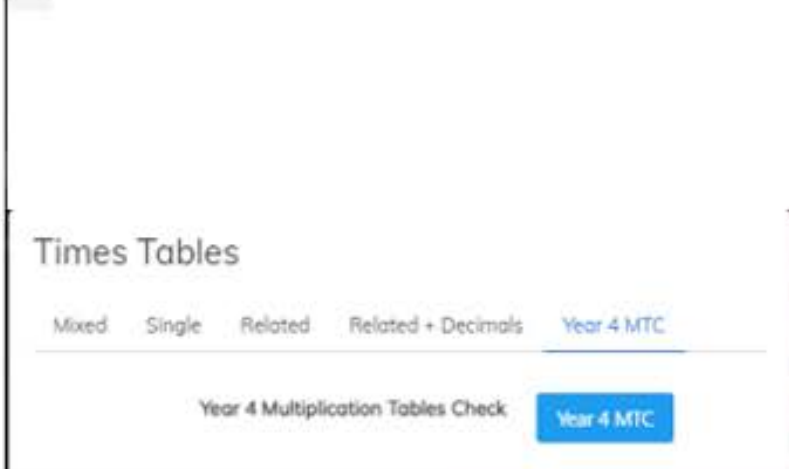 Times Tables
Mixed Single Related Related + Decimals Year 4 MTC
Year 4 Multiplication Tables Check Year 4 MTC